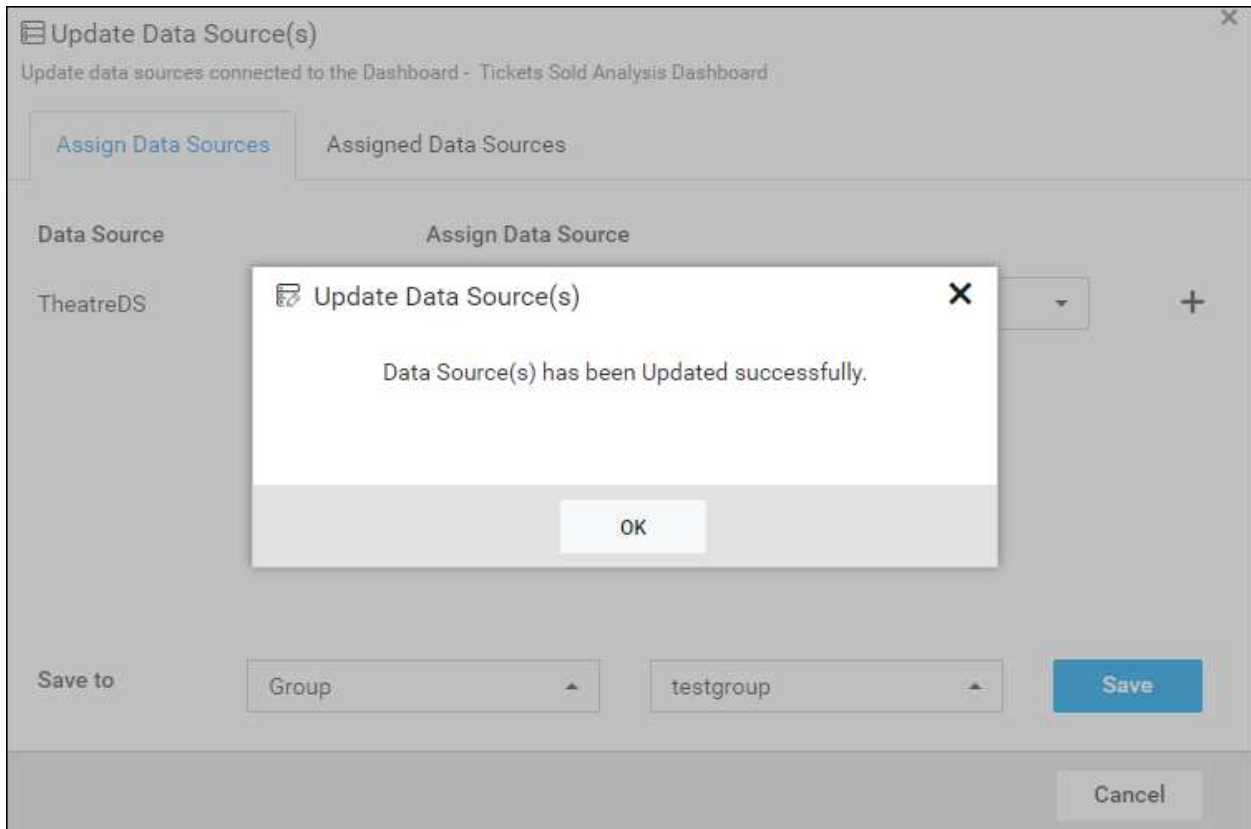 Update Data Source(s)
Update data sources connected to the Dashboard - Tickets Sold Analysis Dashboard
Assign Data Sources
Assigned Data Sources
Data Source
Assign Data Source
TheatreDS
Update Data Source(s)
Data Source(s) has been Updated successfully.
OK
Save to
Group
testgroup
Save
Cancel